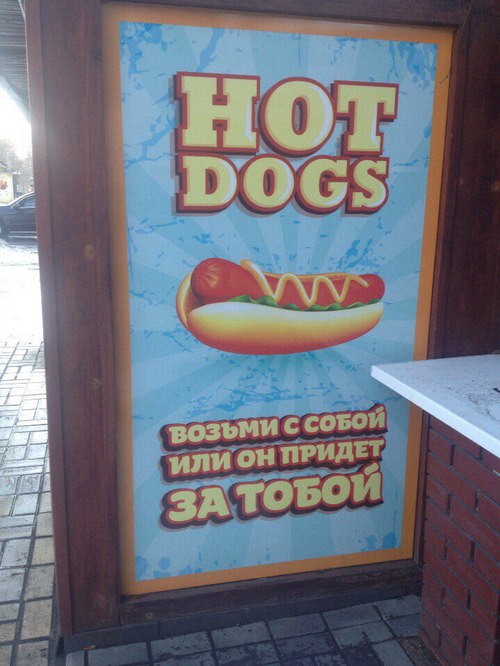 HOT
DOGS
ВОЗЬМИ С СОБОЙ
ИЛИ ОН ПРИДЕТ
ЗА ТОБОЙ